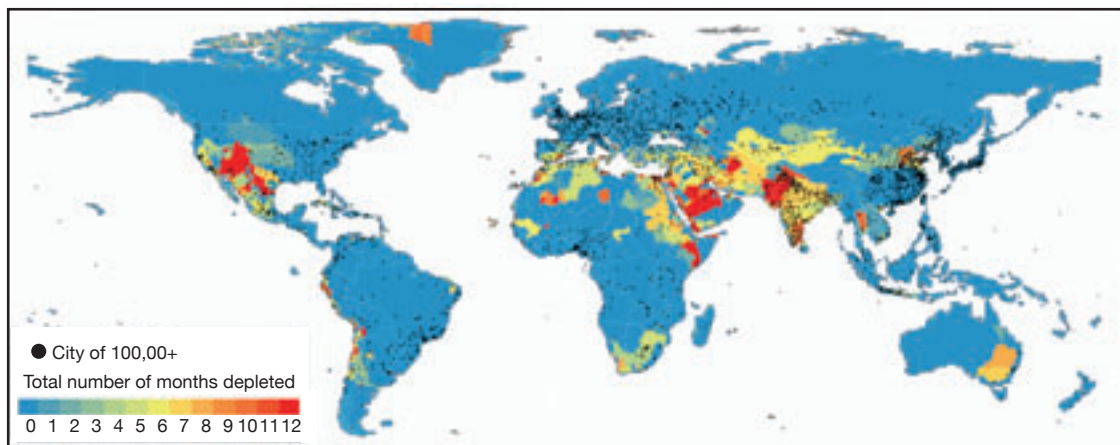 City of 100,00+
Total number of months depleted
0 1 2 3 4 5 6 7 8 9 10 11 12